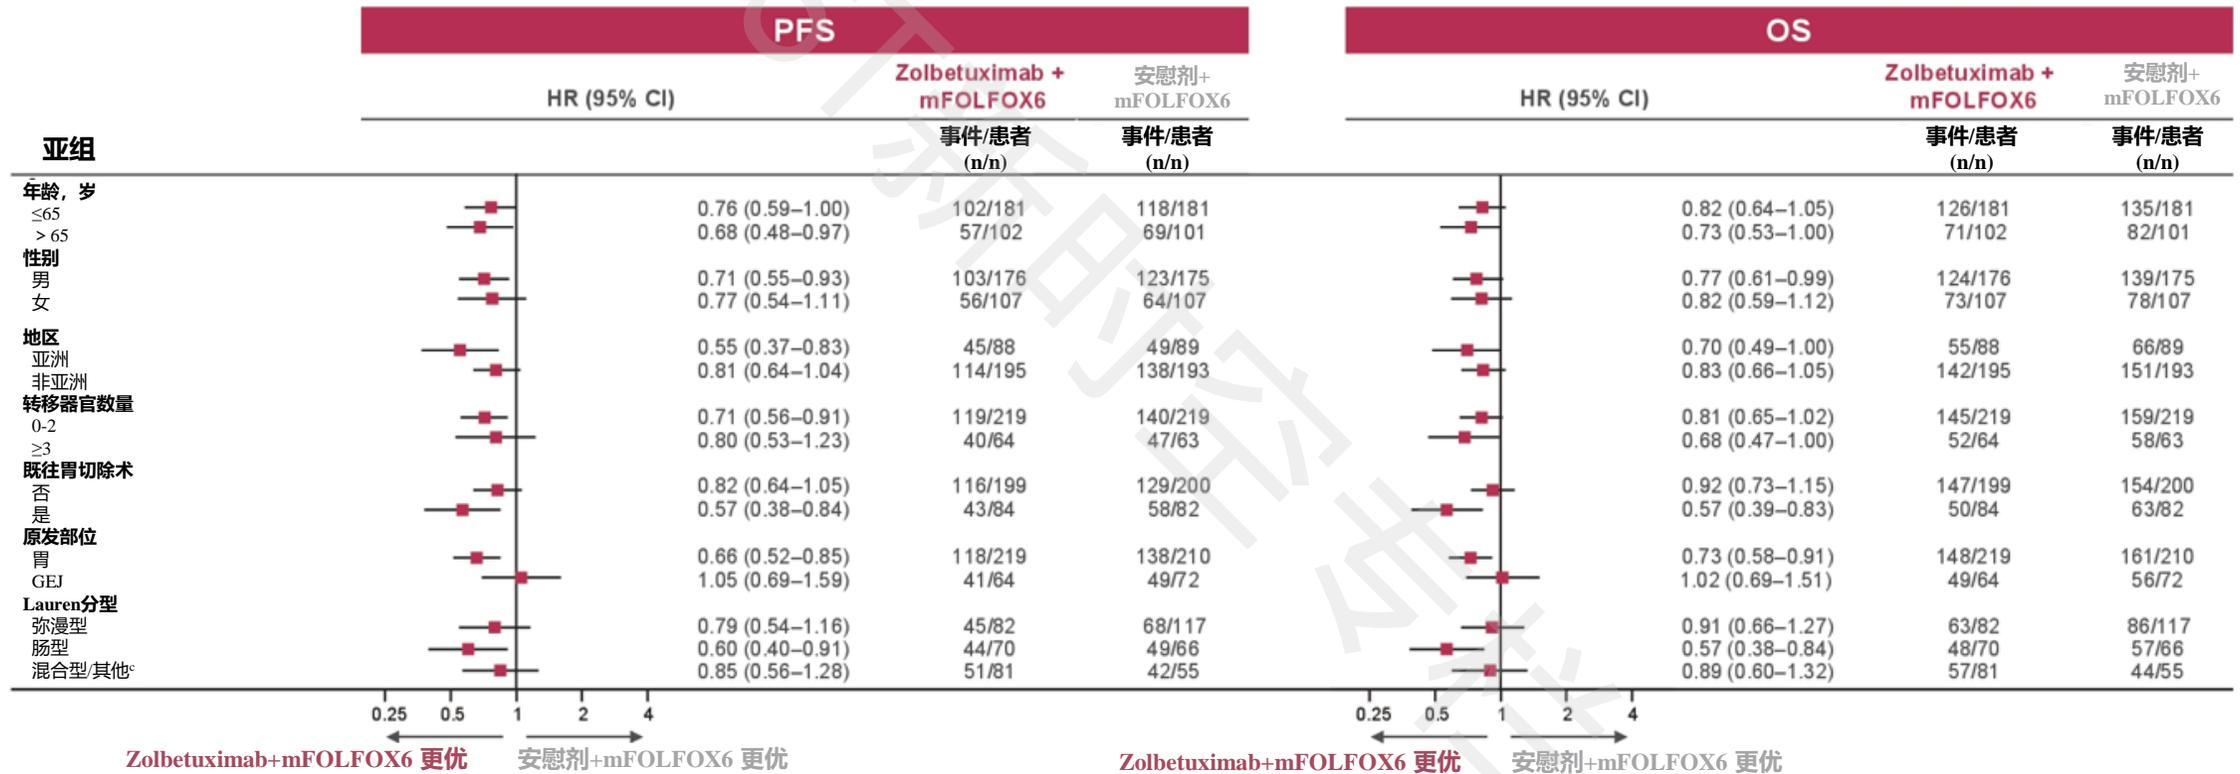 PFS OS
HR (95% CI) Zolbetuximab + 安慰剂+ HR (95% CI) Zolbetuximab + 安慰剂+
mFOLFOX6 mFOLFOX6 mFOLFOX6 mFOLFOX6
亚组 事件/患者 事件/患者 事件/患者 事件/患者
(n/n) (n/n) (n/n) (n/n)
年龄，岁
≤65 0.76 (0.59–1.00) 102/181 118/181 0.82 (0.64–1.05) 126/181 135/181
＞65 0.68 (0.48–0.97) 57/102 69/101 0.73 (0.53–1.00) 71/102 82/101
性别
男 0.71 (0.55–0.93) 103/176 123/175 0.77 (0.61–0.99) 124/176 139/175
女 0.77 (0.54–1.11) 56/107 64/107 0.82 (0.59–1.12) 73/107 78/107
地区
亚洲 0.55 (0.37–0.83) 45/88 49/89 0.70 (0.49–1.00) 55/88 66/89
非亚洲 0.81 (0.64–1.04) 114/195 138/193 0.83 (0.66–1.05) 142/195 151/193
转移器官数量
0-2 0.71 (0.56–0.91) 119/219 140/219 0.81 (0.65–1.02) 145/219 159/219
≥3 0.80 (0.53–1.23) 40/64 47/63 0.68 (0.47–1.00) 52/64 58/63
既往胃切除术
否 0.82 (0.64–1.05) 116/199 129/200 0.92 (0.73–1.15) 147/199 154/200
是 0.57 (0.38–0.84) 43/84 58/82 0.57 (0.39–0.83) 50/84 63/82
原发部位
胃 0.66 (0.52–0.85) 118/219 138/210 0.73 (0.58–0.91) 148/219 161/210
GEJ 1.05 (0.69–1.59) 41/64 49/72 1.02 (0.69–1.51) 49/64 56/72
Lauren分型
弥漫型 0.79 (0.54–1.16) 45/82 68/117 0.91 (0.66–1.27) 63/82 86/117
肠型 0.60 (0.40–0.91) 44/70 49/66 0.57 (0.38–0.84) 48/70 57/66
混合型/其他ᶜ 0.85 (0.56–1.28) 51/81 42/55 0.89 (0.60–1.32) 57/81 44/55
0.25 0.5 1 2 4 0.25 0.5 1 2 4
Zolbetuximab+mFOLFOX6 更优 安慰剂+mFOLFOX6 更优 Zolbetuximab+mFOLFOX6 更优 安慰剂+mFOLFOX6 更优
新时空专栏